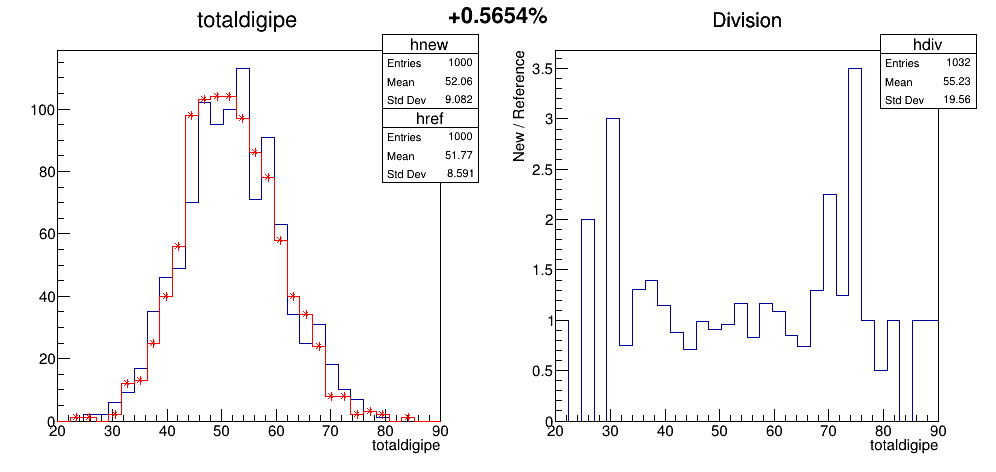 +0.5654%
totaldigipe
hnew
Entries 1000
Mean 52.06
Std Dev 9.082
href
Entries 1000
Mean 51.77
Std Dev 8.591
100
80
60
40
20
0
20 30 40 50 60 70 80 90
totaldigipe
Division
hdiv
Entries 1032
Mean 55.23
Std Dev 19.56
New / Reference
3.5
3
2.5
2
1.5
1
0.5
0
20 30 40 50 60 70 80 90
totaldigipe